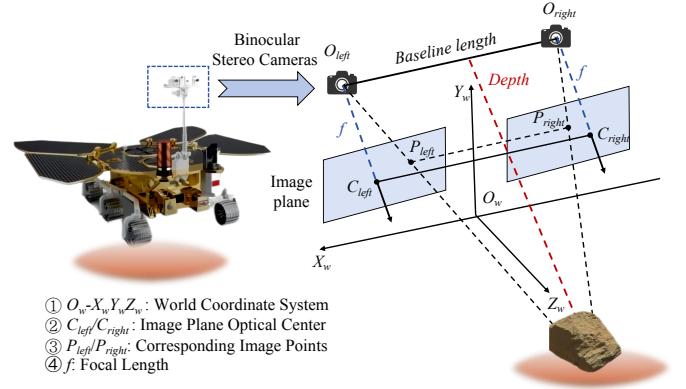 Binocular
Stereo Cameras
O_left
O_right
Baseline length
f
Depth
f
Y_w
P_left
P_right
C_left
C_right
Image
plane
O_w
X_w
Z_w
① O_w-X_wY_wZ_w: World Coordinate System
② C_left/C_right: Image Plane Optical Center
③ P_left/P_right: Corresponding Image Points
④ f: Focal Length